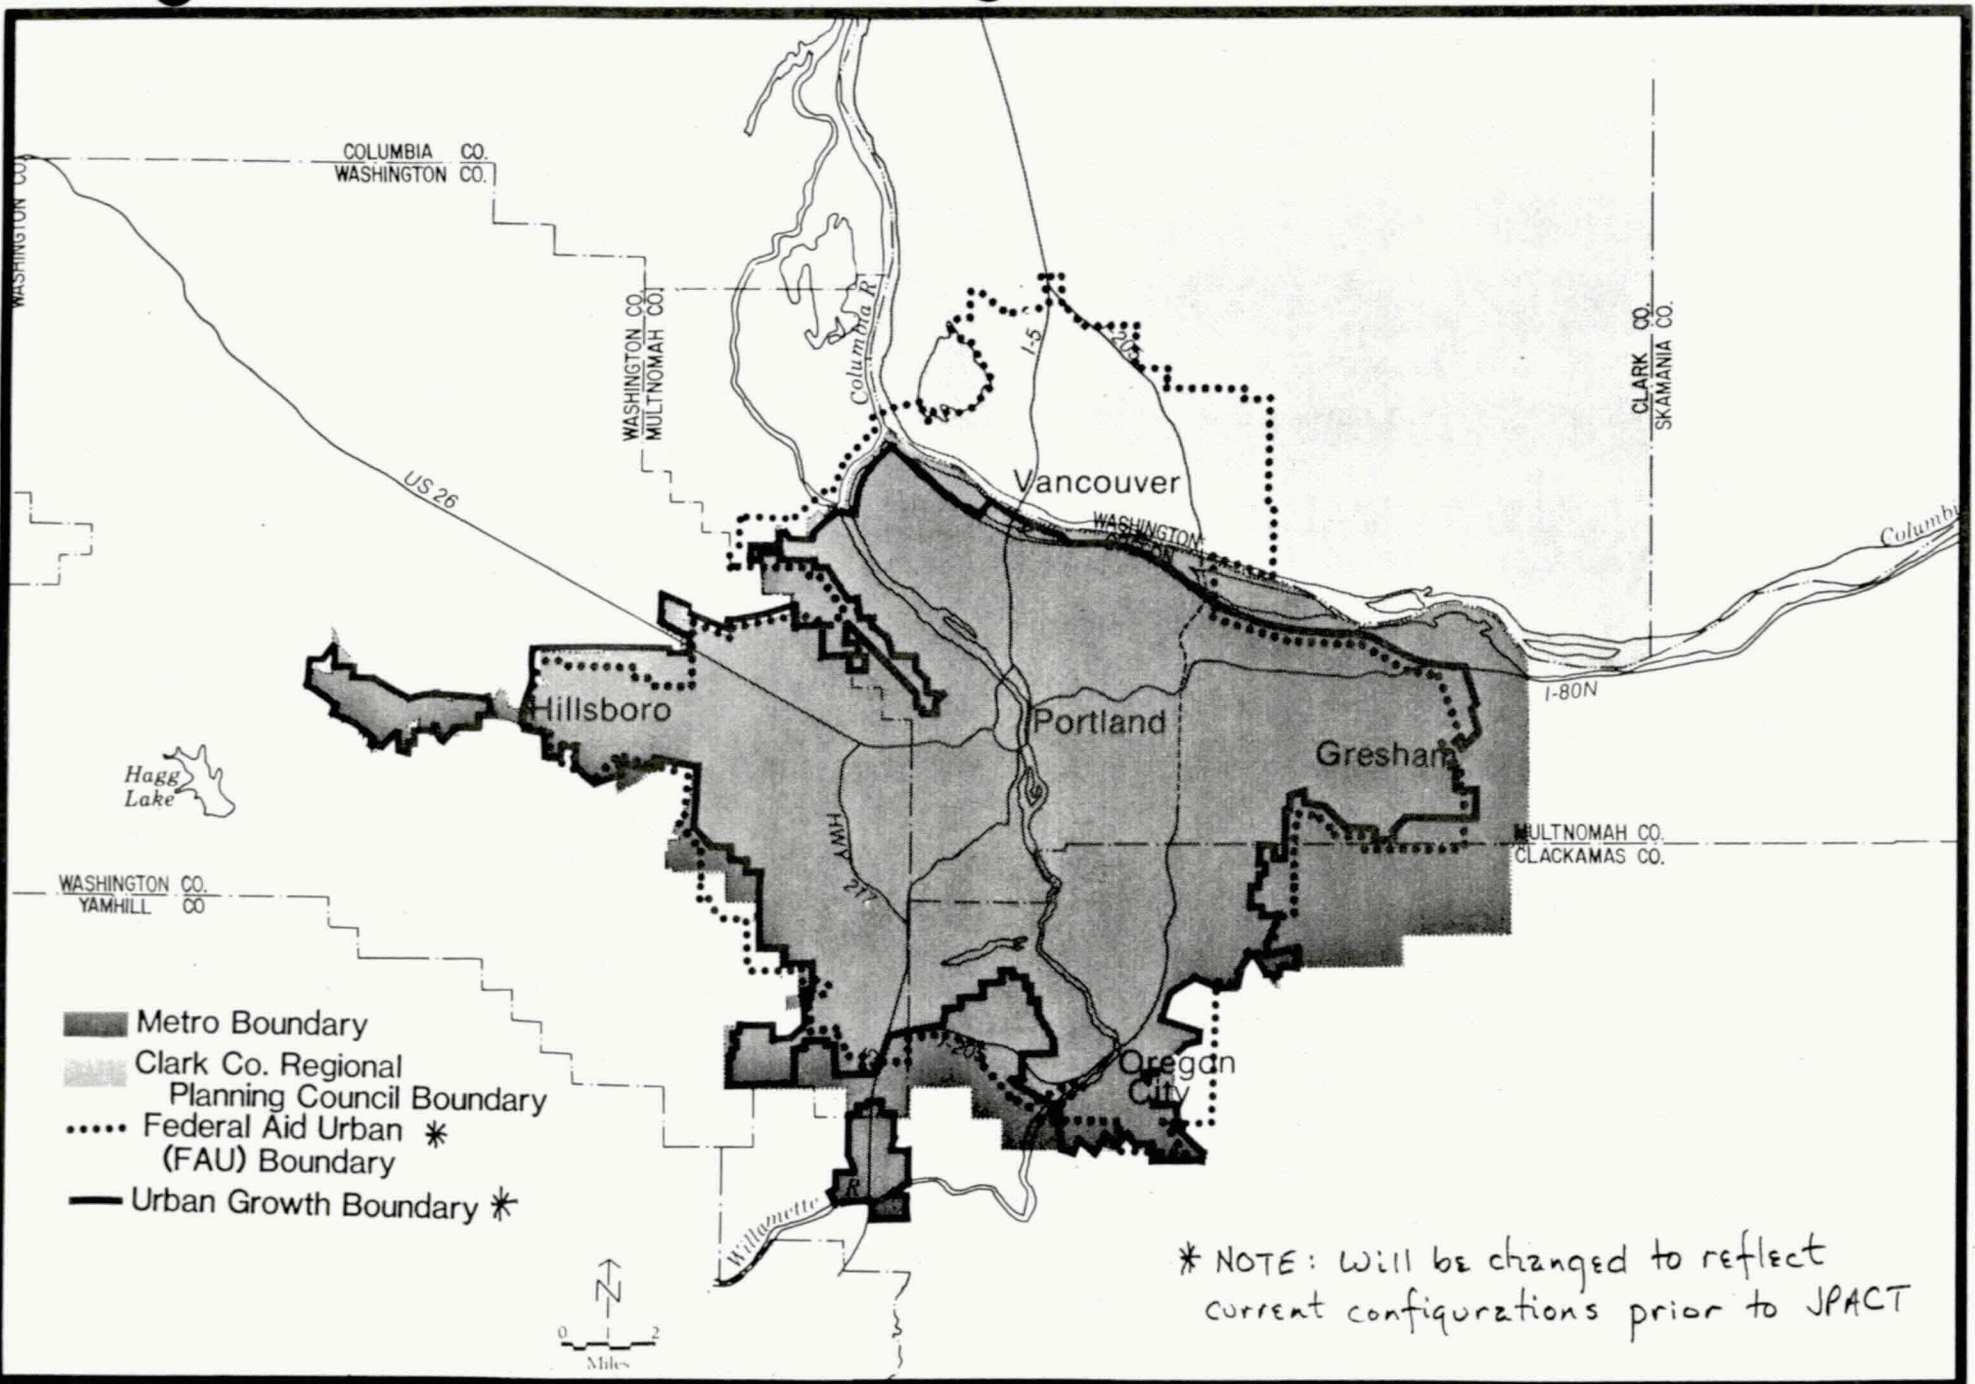 COLUMBIA CO.
WASHINGTON CO.
WASHINGTON CO.
WASHINGTON CO.
MULTNOMAH CO.
Columbia R
I-5
CLARK CO.
SKAMANIA CO.
US 26
Vancouver
WASHINGTON
Hillsboro
Portland
I-80N
Gresham
Hagg
Lake
HWY
217
MULTNOMAH CO.
CLACKAMAS CO.
WASHINGTON CO.
YAMHILL CO
Metro Boundary
Clark Co. Regional
Planning Council Boundary
Federal Aid Urban *
(FAU) Boundary
Urban Growth Boundary *
I-205
Oregon
City
Willamette R
N
0 1 2
Miles
* NOTE: Will be changed to reflect
current configurations prior to JPACT